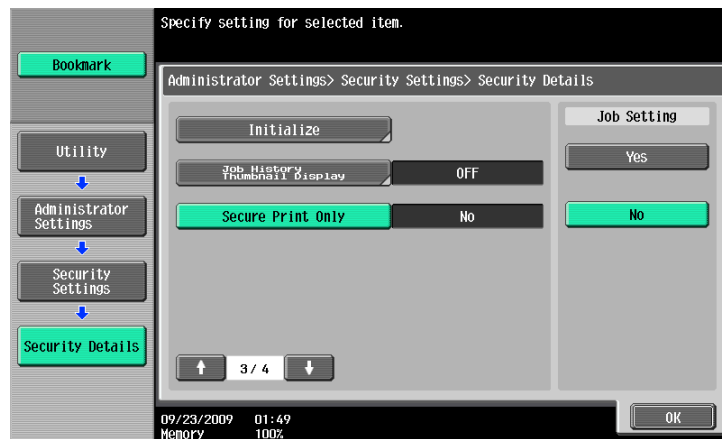 Specify setting for selected item.
Bookmark
Administrator Settings> Security Settings> Security Details
Utility
Administrator
Settings
Security
Settings
Security Details
Initialize
Job History
Thumbnail Display
OFF
Secure Print Only
No
3/ 4
Job Setting
Yes
No
OK
09/23/2009 01:49
Memory 100%